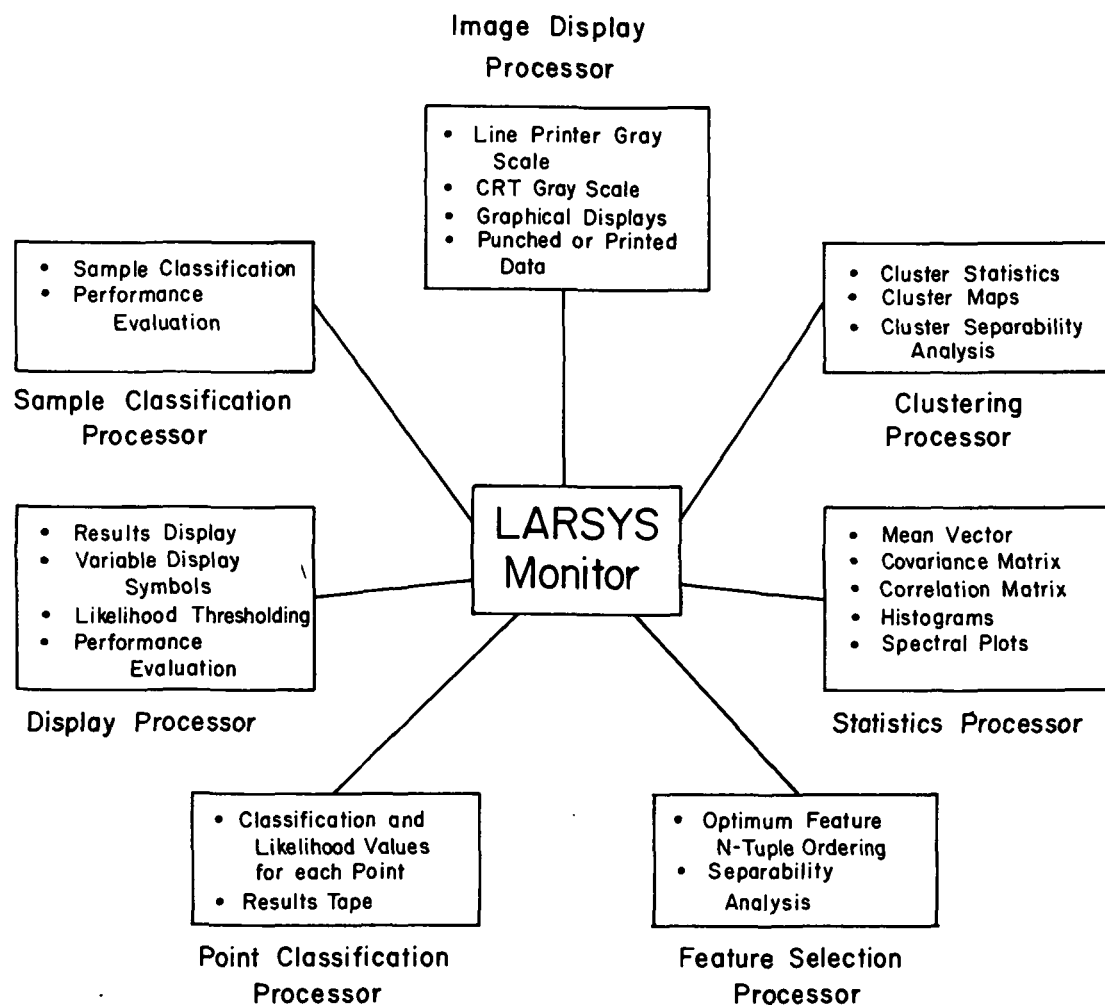 Image Display
Processor
• Line Printer Gray
Scale
• CRT Gray Scale
• Graphical Displays
• Punched or Printed
Data
• Sample Classification
• Performance
Evaluation
Sample Classification
Processor
• Cluster Statistics
• Cluster Maps
• Cluster Separability
Analysis
Clustering
Processor
LARSYS
Monitor
• Results Display
• Variable Display
Symbols
• Likelihood Thresholding
• Performance
Evaluation
Display Processor
• Mean Vector
• Covariance Matrix
• Correlation Matrix
• Histograms
• Spectral Plots
Statistics Processor
• Classification and
Likelihood Values
for each Point
• Results Tape
Point Classification
Processor
• Optimum Feature
N-Tuple Ordering
• Separability
Analysis
Feature Selection
Processor